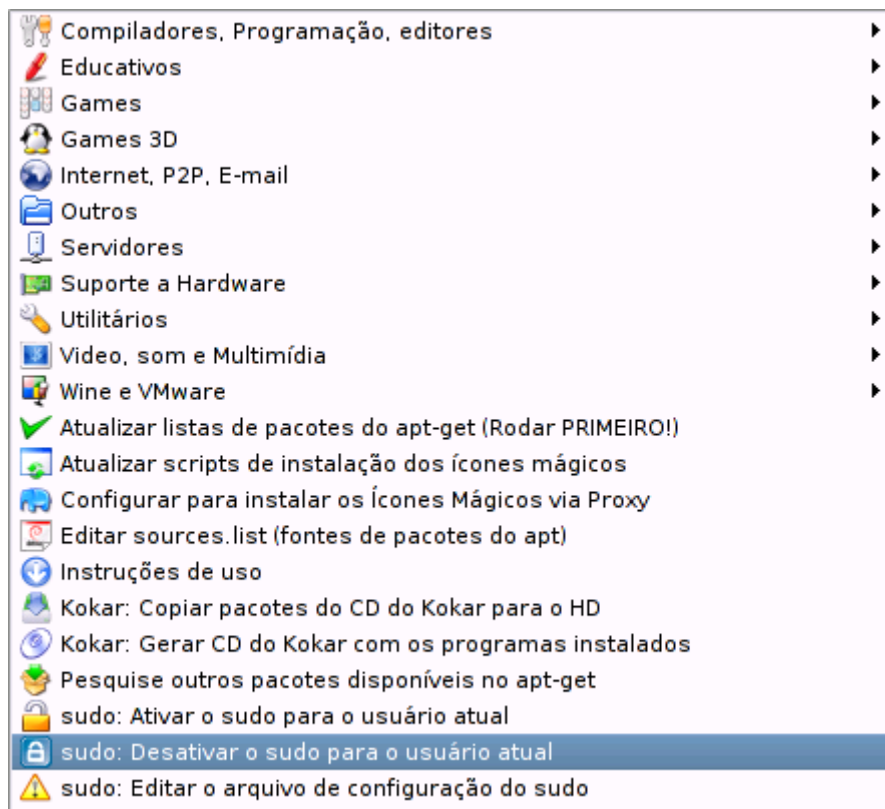 Compiladores, Programação, editores
Educativos
Games
Games 3D
Internet, P2P, E-mail
Outros
Servidores
Suporte a Hardware
Utilitários
Video, som e Multimídia
Wine e VMware
Atualizar listas de pacotes do apt-get (Rodar PRIMEIRO!)
Atualizar scripts de instalação dos ícones mágicos
Configurar para instalar os Ícones Mágicos via Proxy
Editar sources.list (fontes de pacotes do apt)
Instruções de uso
Kokar: Copiar pacotes do CD do Kokar para o HD
Kokar: Gerar CD do Kokar com os programas instalados
Pesquise outros pacotes disponíveis no apt-get
sudo: Ativar o sudo para o usuário atual
sudo: Desativar o sudo para o usuário atual
sudo: Editar o arquivo de configuração do sudo